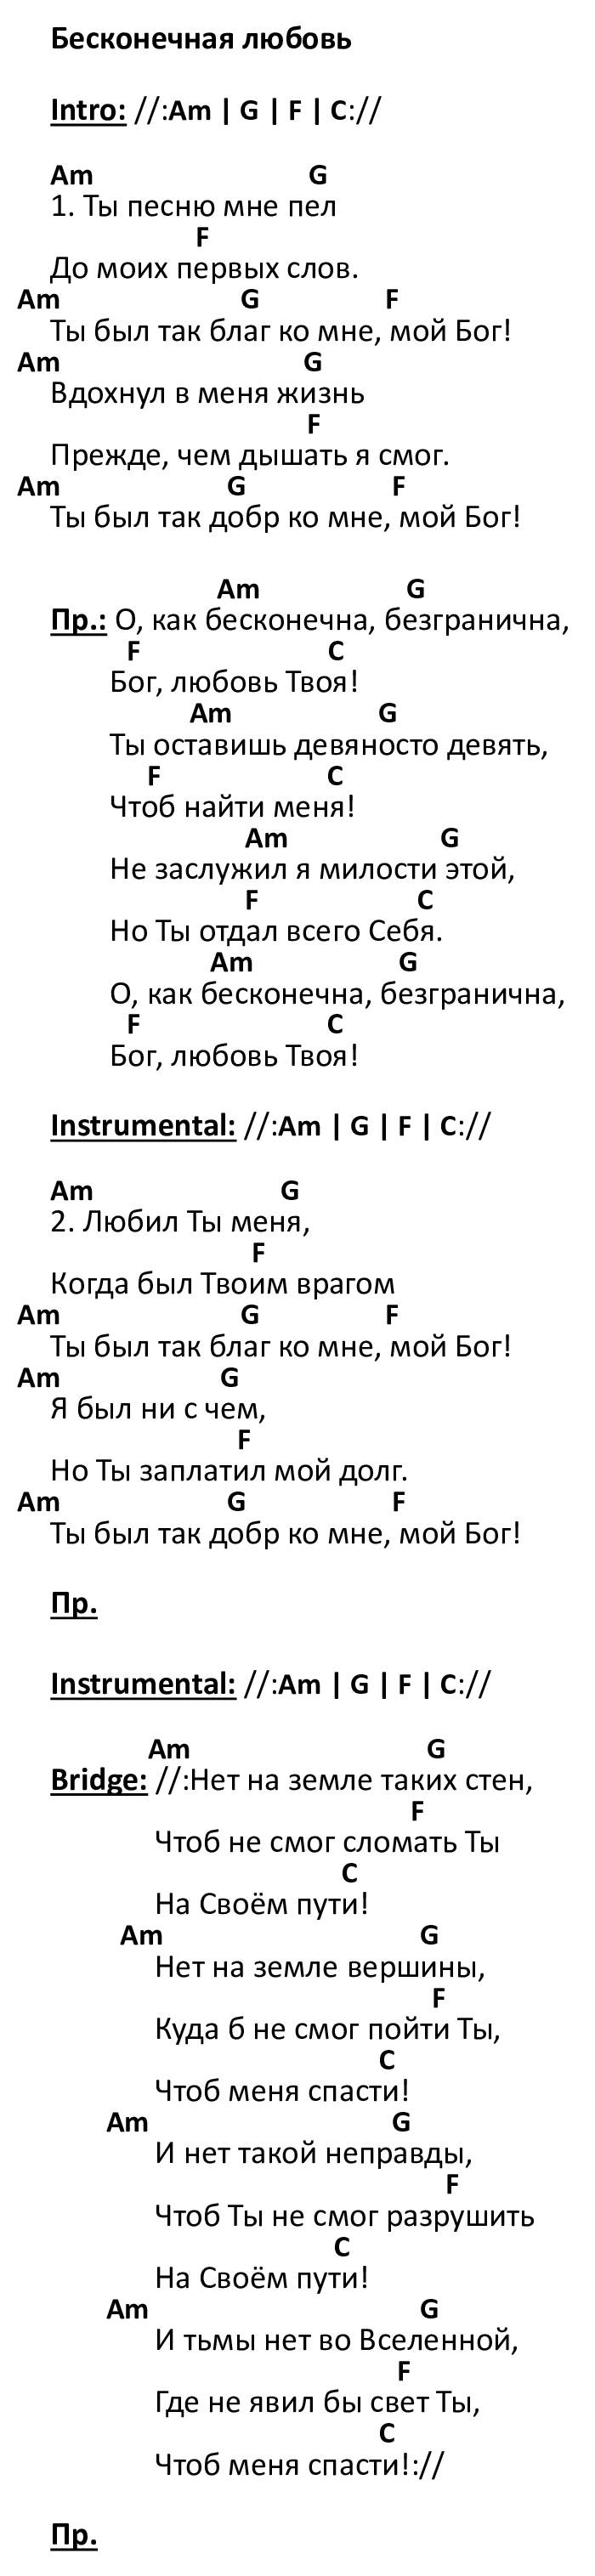 Бесконечная любовь
Intro: //:Am | G | F | C://
Am G
1. Ты песню мне пел
F
До моих первых слов.
Am G F
Ты был так благ ко мне, мой Бог!
Am G
Вдохнул в меня жизнь
F
Прежде, чем дышать я смог.
Am G F
Ты был так добр ко мне, мой Бог!
Am G
Пр.: О, как бесконечна, безгранична,
F C
Бог, любовь Твоя!
Am G
Ты оставишь девяносто девять,
F C
Чтоб найти меня!
Am G
Не заслужил я милости этой,
F C
Но Ты отдал всего Себя.
Am G
О, как бесконечна, безгранична,
F C
Бог, любовь Твоя!
Instrumental: //:Am | G | F | C://
Am G
2. Любил Ты меня,
F
Когда был Твоим врагом
Am G F
Ты был так благ ко мне, мой Бог!
Am G
Я был ни с чем,
F
Но Ты заплатил мой долг.
Am G F
Ты был так добр ко мне, мой Бог!
Пр.
Instrumental: //:Am | G | F | C://
Am G
Bridge: //:Нет на земле таких стен,
F
Чтоб не смог сломать Ты
C
На Своём пути!
Am G
Нет на земле вершины,
F
Куда б не смог пойти Ты,
C
Чтоб меня спасти!
Am G
И нет такой неправды,
F
Чтоб Ты не смог разрушить
C
На Своём пути!
Am G
И тьмы нет во Вселенной,
F
Где не явил бы свет Ты,
C
Чтоб меня спасти!://
Пр.